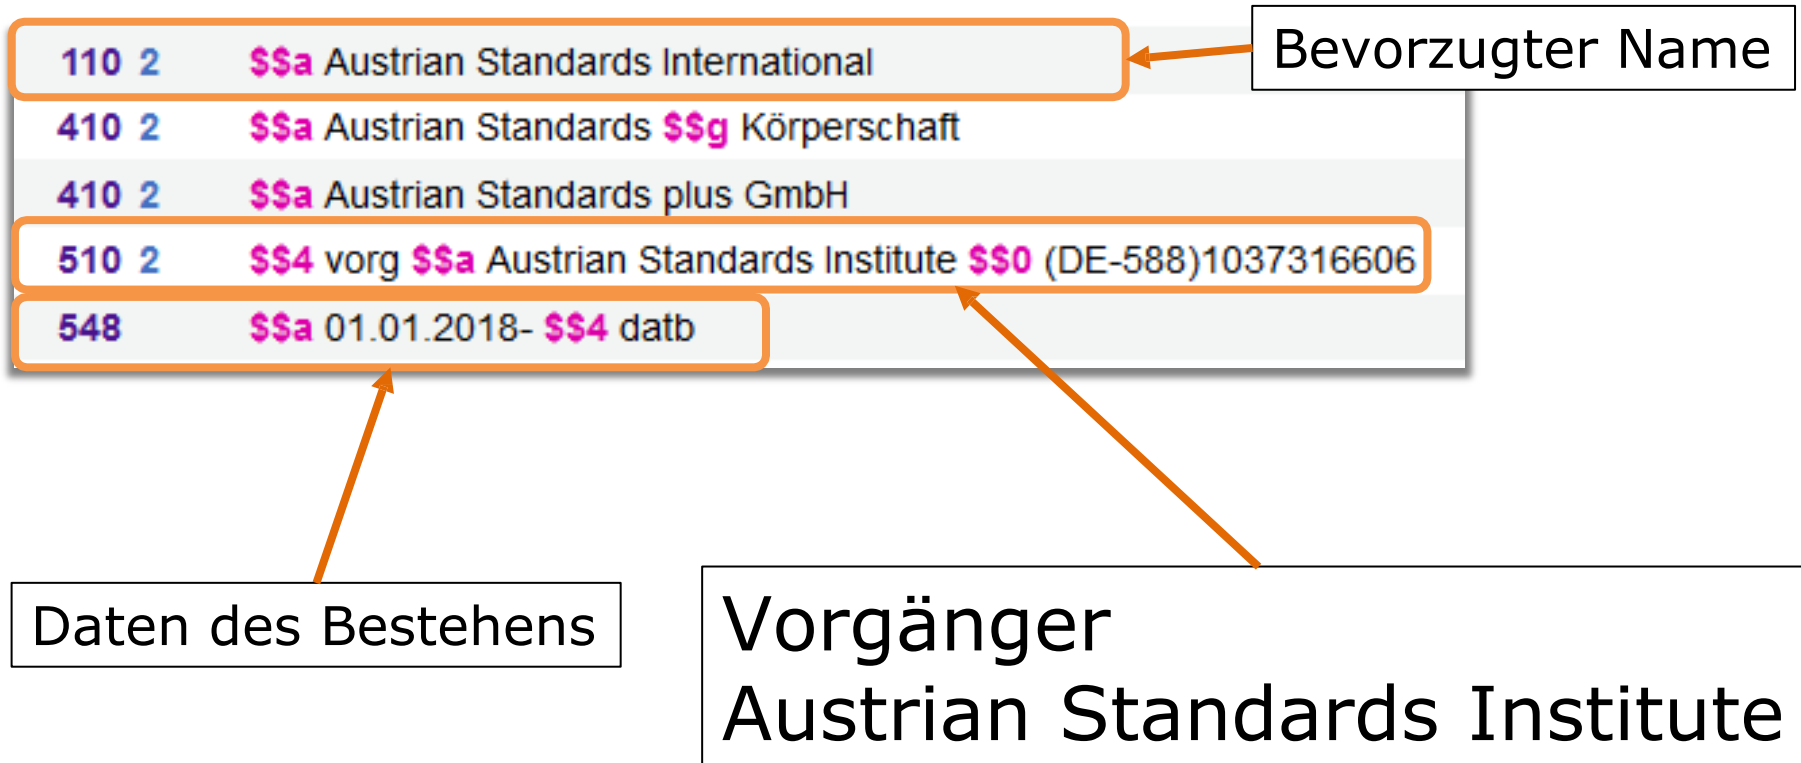 110 2 $$a Austrian Standards International
Bevorzugter Name
410 2 $$a Austrian Standards $$g Körperschaft
410 2 $$a Austrian Standards plus GmbH
510 2 $$4 vorg $$a Austrian Standards Institute $$0 (DE-588)1037316606
548 $$a 01.01.2018- $$4 datb
Daten des Bestehens
Vorgänger
Austrian Standards Institute